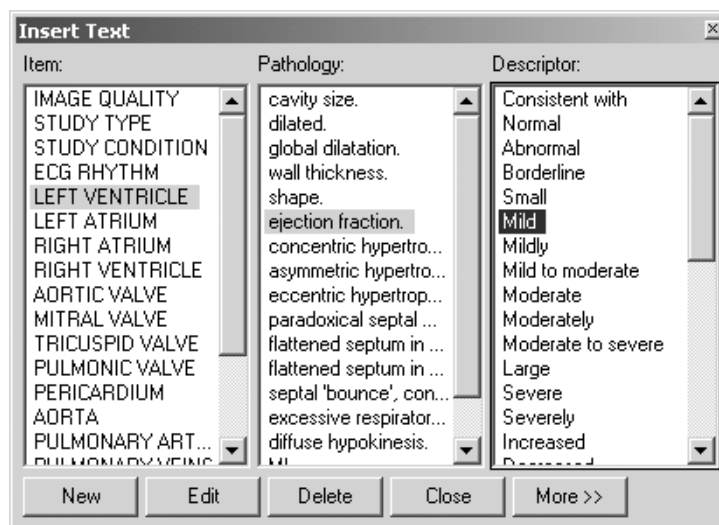 Insert Text
Item:
IMAGE QUALITY
STUDY TYPE
STUDY CONDITION
ECG RHYTHM
LEFT VENTRICLE
LEFT ATRIUM
RIGHT ATRIUM
RIGHT VENTRICLE
AORTIC VALVE
MITRAL VALVE
TRICUSPID VALVE
PULMONIC VALVE
PERICARDIUM
AORTA
PULMONARY ART...
PULMONARY VEINS
Pathology:
cavity size.
dilated.
global dilatation.
wall thickness.
shape.
ejection fraction.
concentric hypertro...
asymmetric hypertro...
eccentric hypertrop...
paradoxical septal ...
flattened septum in ...
flattened septum in ...
septal 'bounce', con...
excessive respirator...
diffuse hypokinesis.
Descriptor:
Consistent with
Normal
Abnormal
Borderline
Small
Mild
Mildly
Mild to moderate
Moderate
Moderately
Moderate to severe
Large
Severe
Severely
Increased
Decreased
New
Edit
Delete
Close
More >>